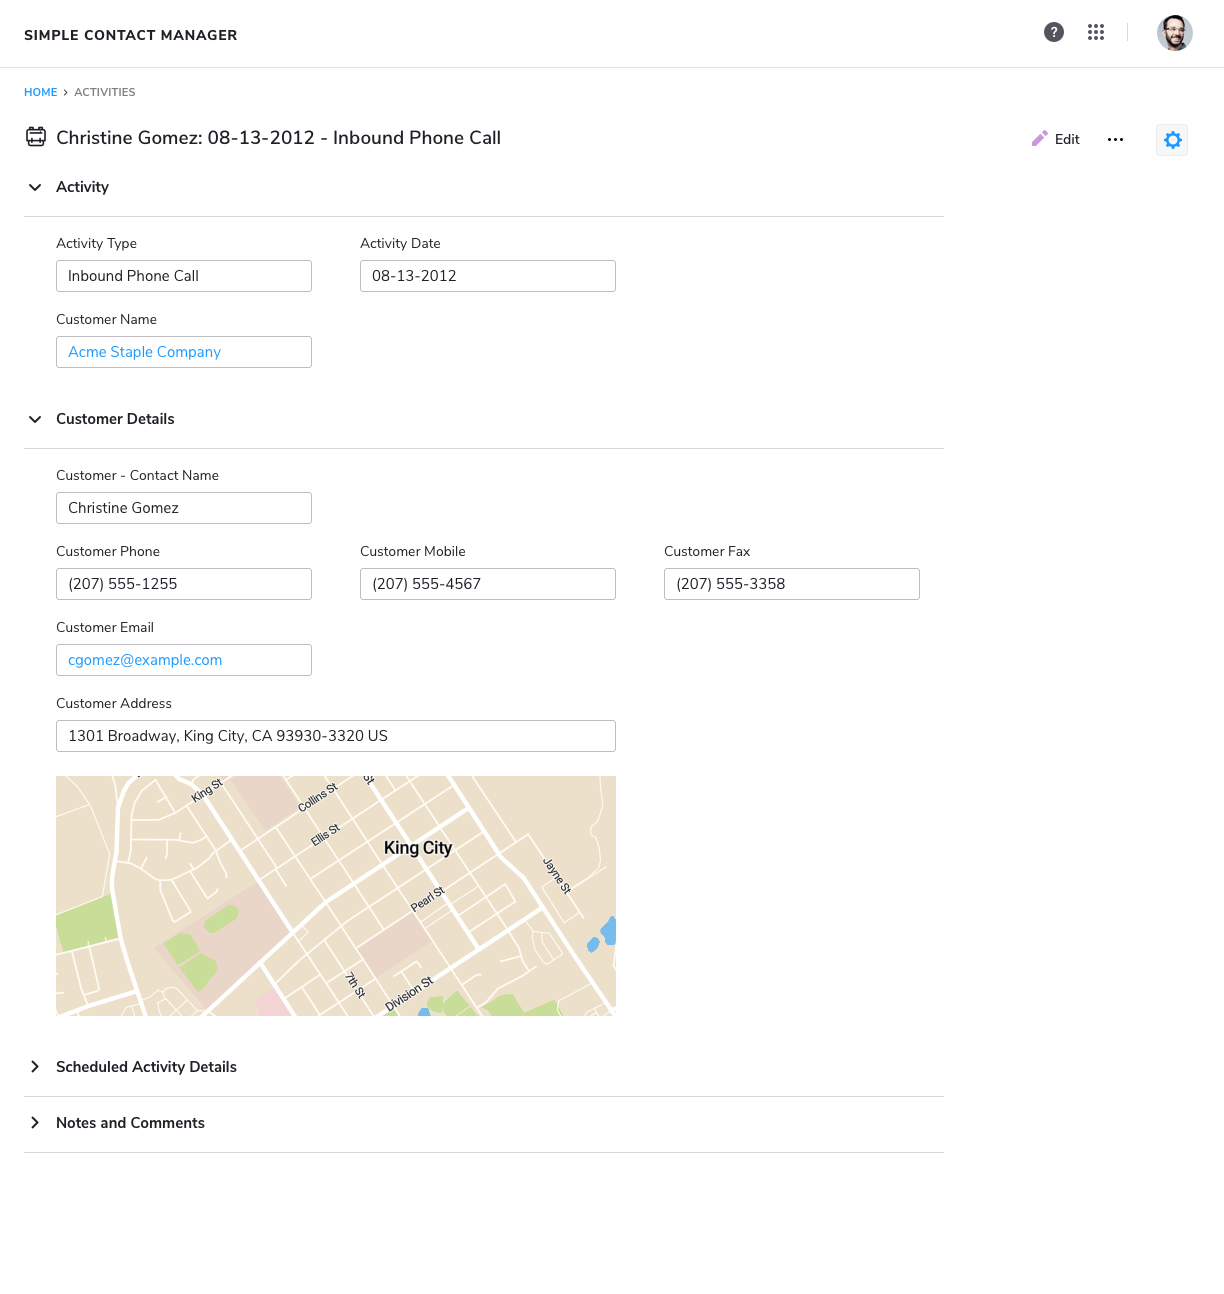 SIMPLE CONTACT MANAGER
?
HOME > ACTIVITIES
Christine Gomez: 08-13-2012 - Inbound Phone Call
Edit
Activity
Activity Type Activity Date
Inbound Phone Call 08-13-2012
Customer Name
Acme Staple Company
Customer Details
Customer - Contact Name
Christine Gomez
Customer Phone Customer Mobile Customer Fax
(207) 555-1255 (207) 555-4567 (207) 555-3358
Customer Email
cgomez@example.com
Customer Address
1301 Broadway, King City, CA 93930-3320 US
King St
Collins St
Ellis St
King City
Jayne St
Pearl St
7th St
Division St
Scheduled Activity Details
Notes and Comments